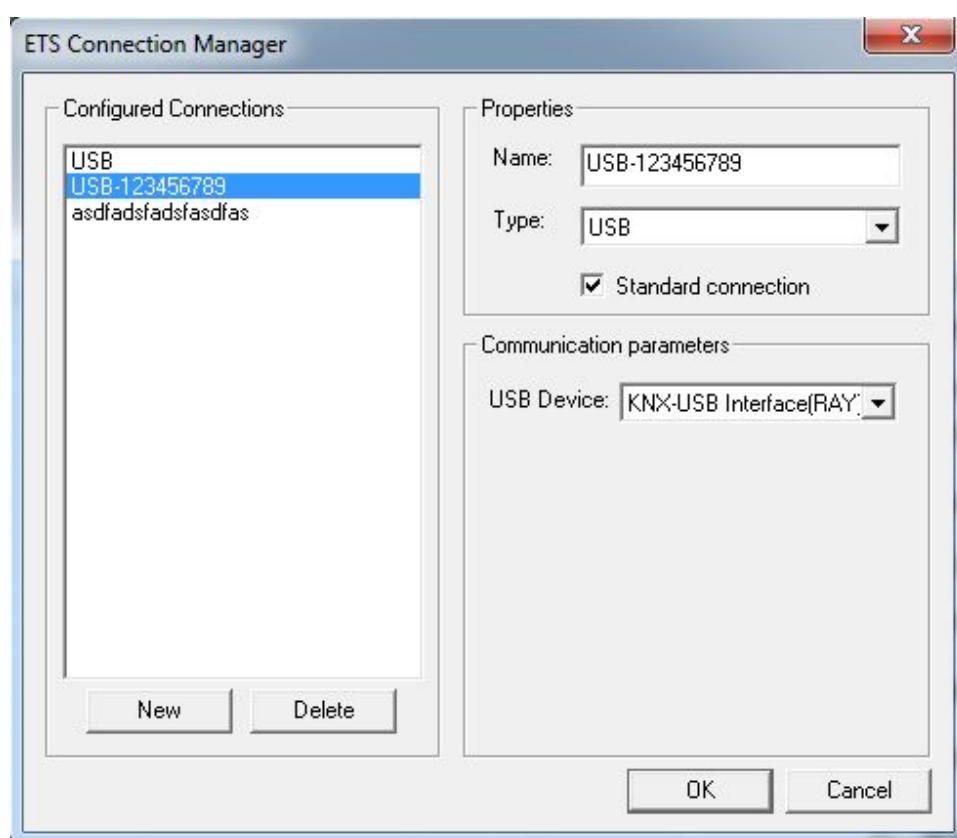 ETS Connection Manager
Configured Connections
USB
USB-123456789
asdfadsfadsfasdfas
New
Delete
Properties
Name: USB-123456789
Type: USB
Standard connection
Communication parameters
USB Device: KNX-USB Interface(RAY)
OK
Cancel